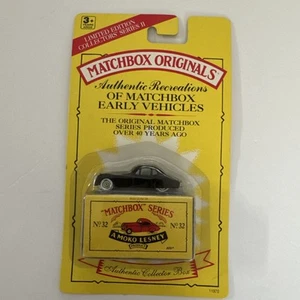 3+
LIMITED EDITION
COLLECTORS' SERIES II
MATCHBOX ORIGINALS
Authentic Recreations
OF MATCHBOX
EARLY VEHICLES
THE ORIGINAL MATCHBOX
SERIES PRODUCED
OVER 40 YEARS AGO
"MATCHBOX" SERIES
No. 32
No. 32
A MOKO LESNEY
Authentic Collector Box